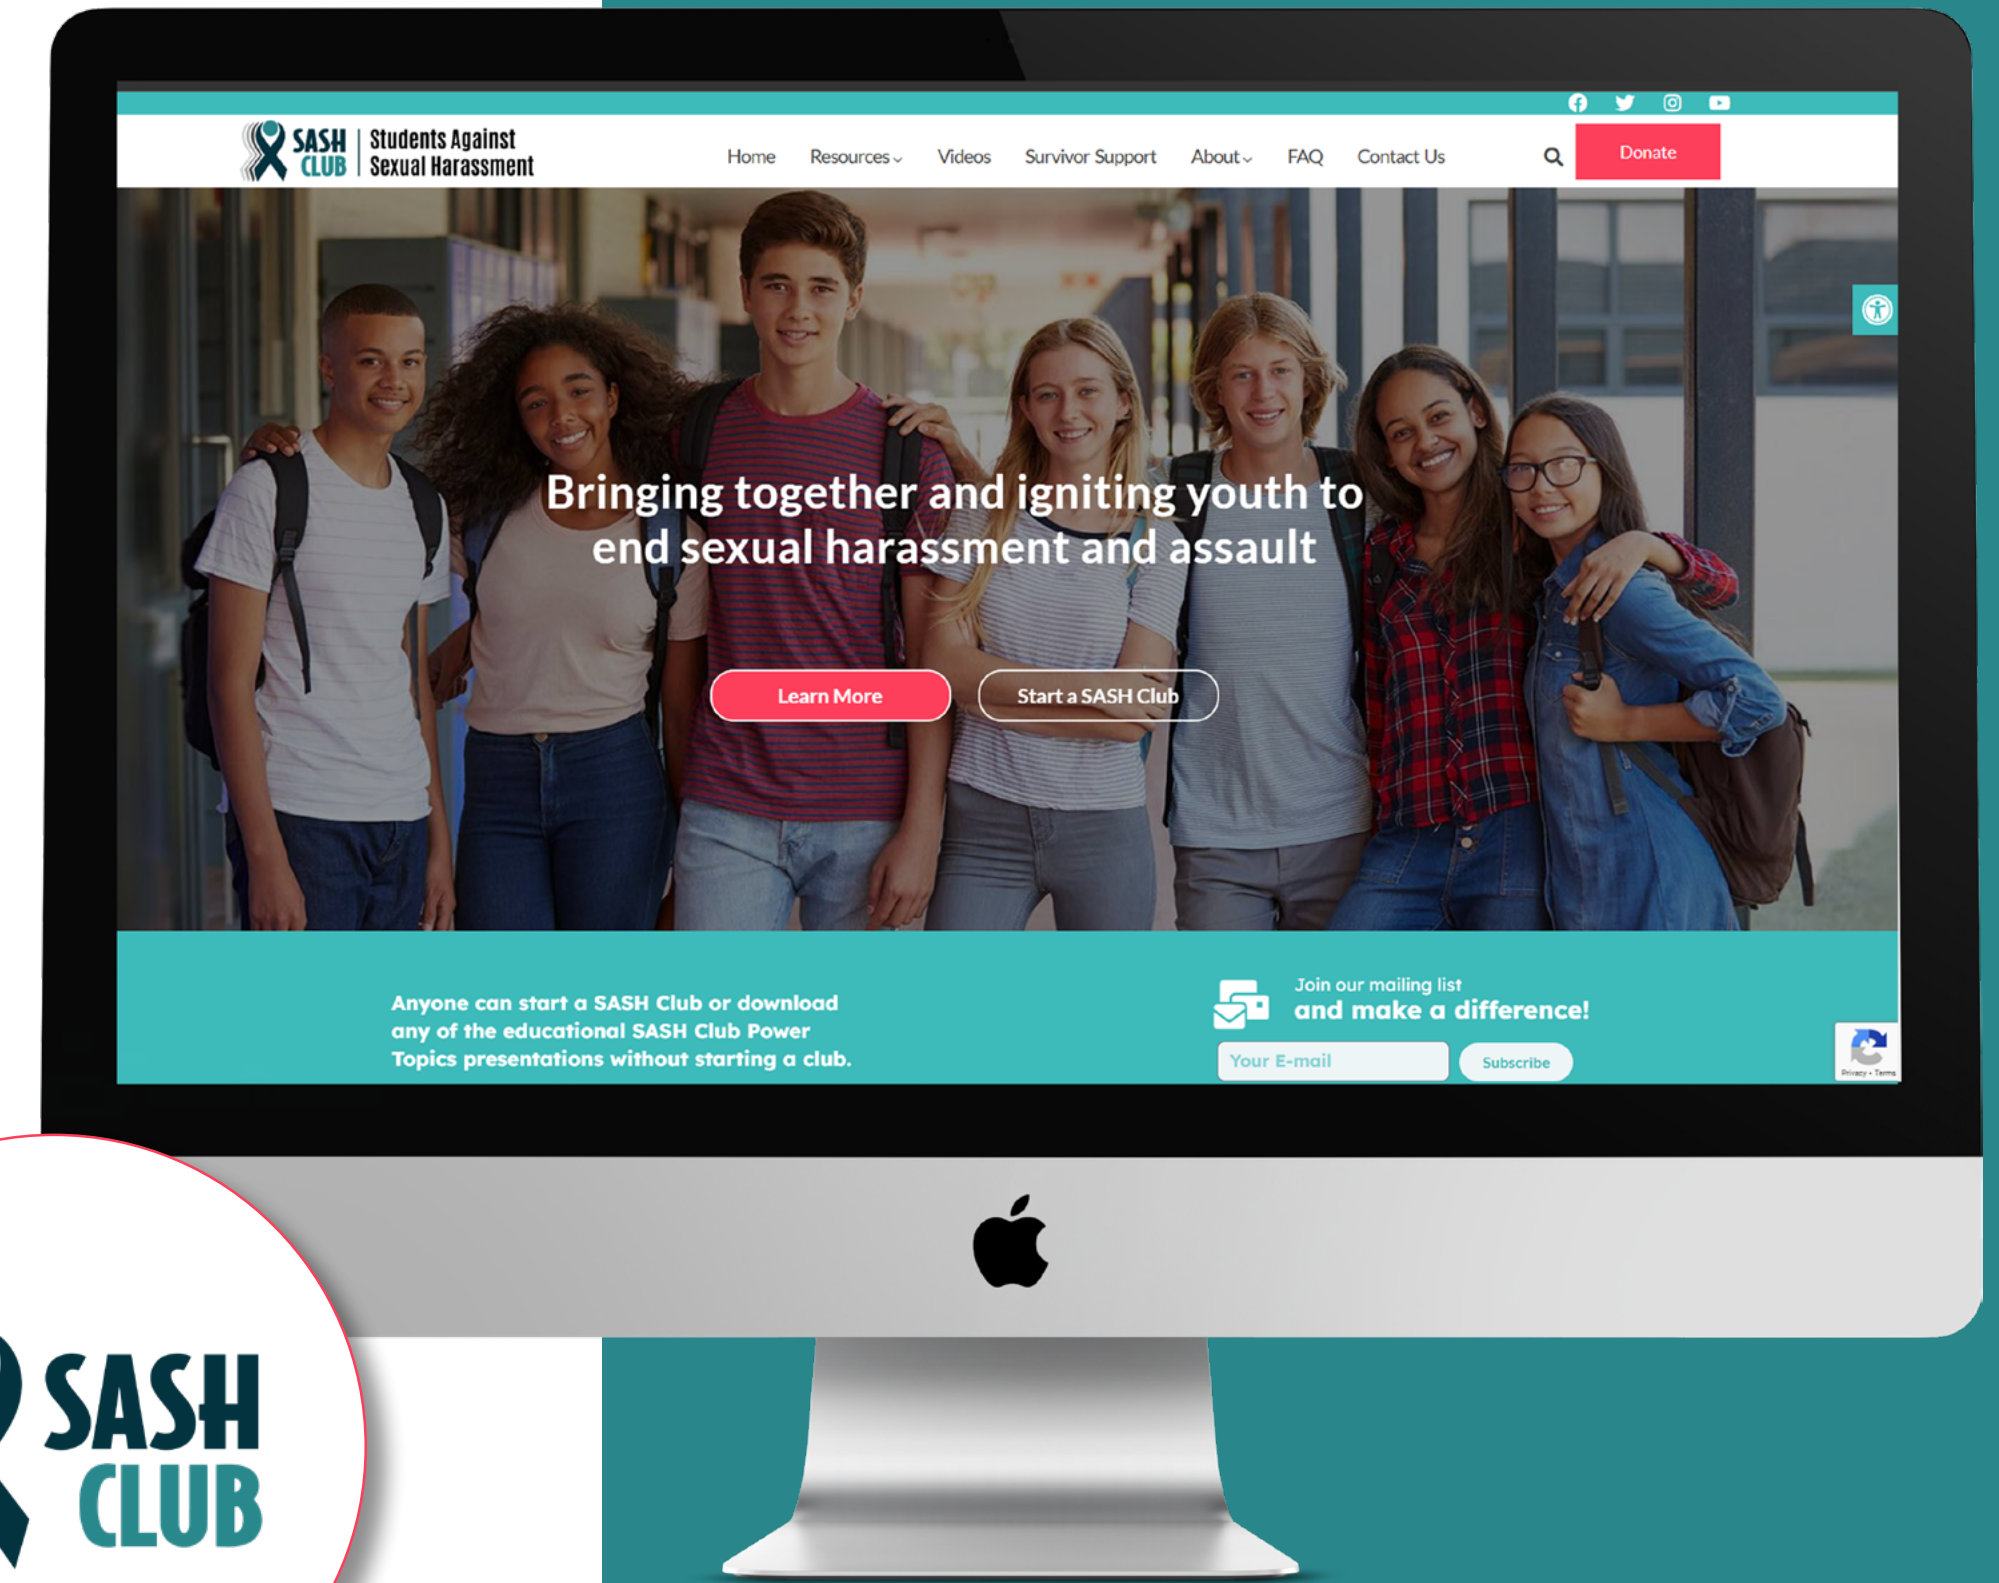 SASH
CLUB
Students Against
Sexual Harassment
Home
Resources
Videos
Survivor Support
About
FAQ
Contact Us
Donate
Bringing together and igniting youth to
end sexual harassment and assault
Learn More
Start a SASH Club
Anyone can start a SASH Club or download
any of the educational SASH Club Power
Topics presentations without starting a club.
Join our mailing list
and make a difference!
Your E-mail
Subscribe
Privacy • Terms
SASH
CLUB